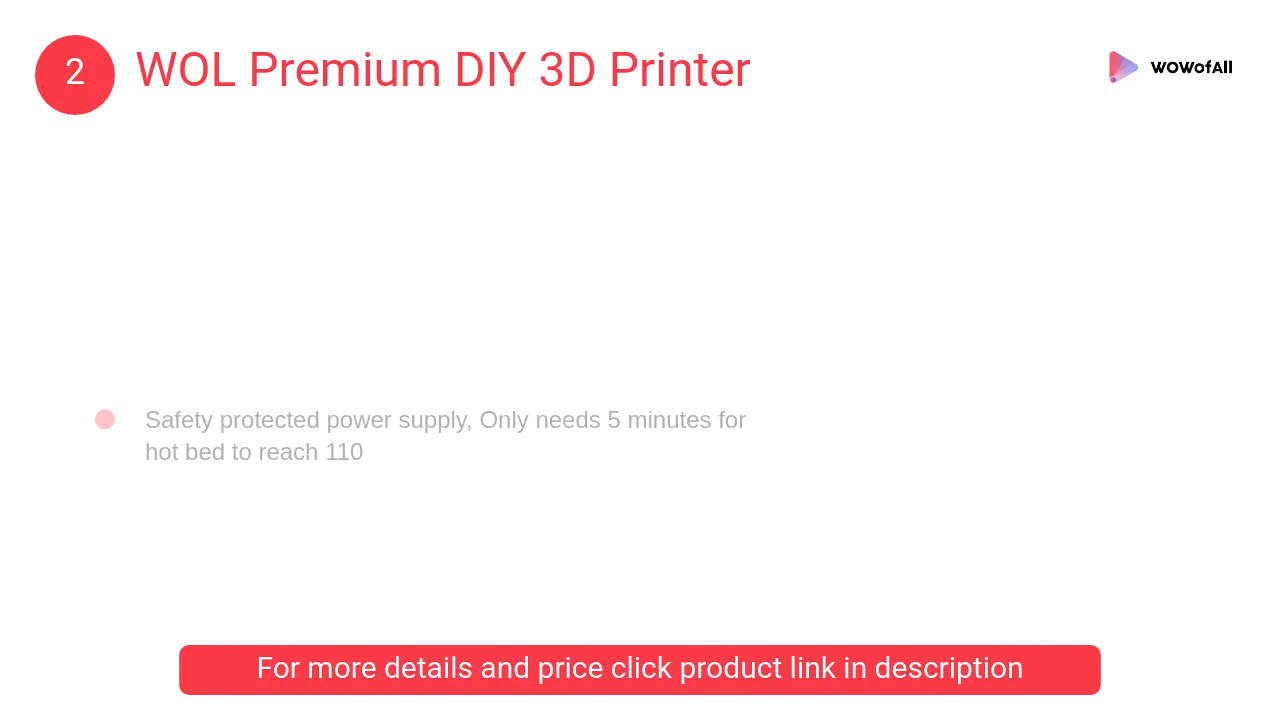 2
WOL Premium DIY 3D Printer
WOWofAll
Safety protected power supply, Only needs 5 minutes for
hot bed to reach 110
For more details and price click product link in description